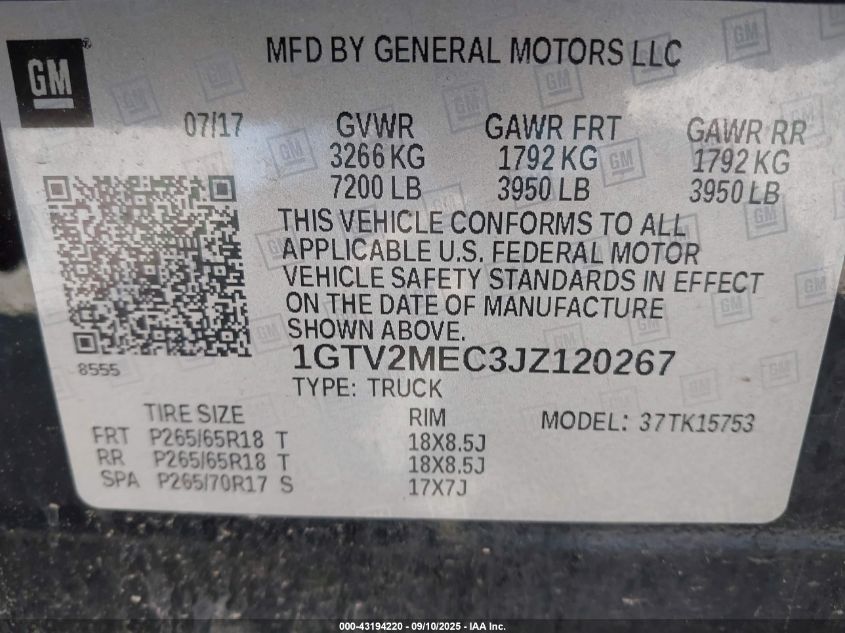 GM
MFD BY GENERAL MOTORS LLC
07/17 GVWR GAWR FRT GAWR RR
3266 KG 1792 KG 1792 KG
7200 LB 3950 LB 3950 LB
THIS VEHICLE CONFORMS TO ALL
APPLICABLE U.S. FEDERAL MOTOR
VEHICLE SAFETY STANDARDS IN EFFECT
ON THE DATE OF MANUFACTURE
SHOWN ABOVE.
8555
1GTV2MEC3JZ120267
TYPE: TRUCK
TIRE SIZE RIM MODEL: 37TK15753
FRT P265/65R18 T 18X8.5J
RR P265/65R18 T 18X8.5J
SPA P265/70R17 S 17X7J
000-43194220 - 09/10/2025 - IAA Inc.